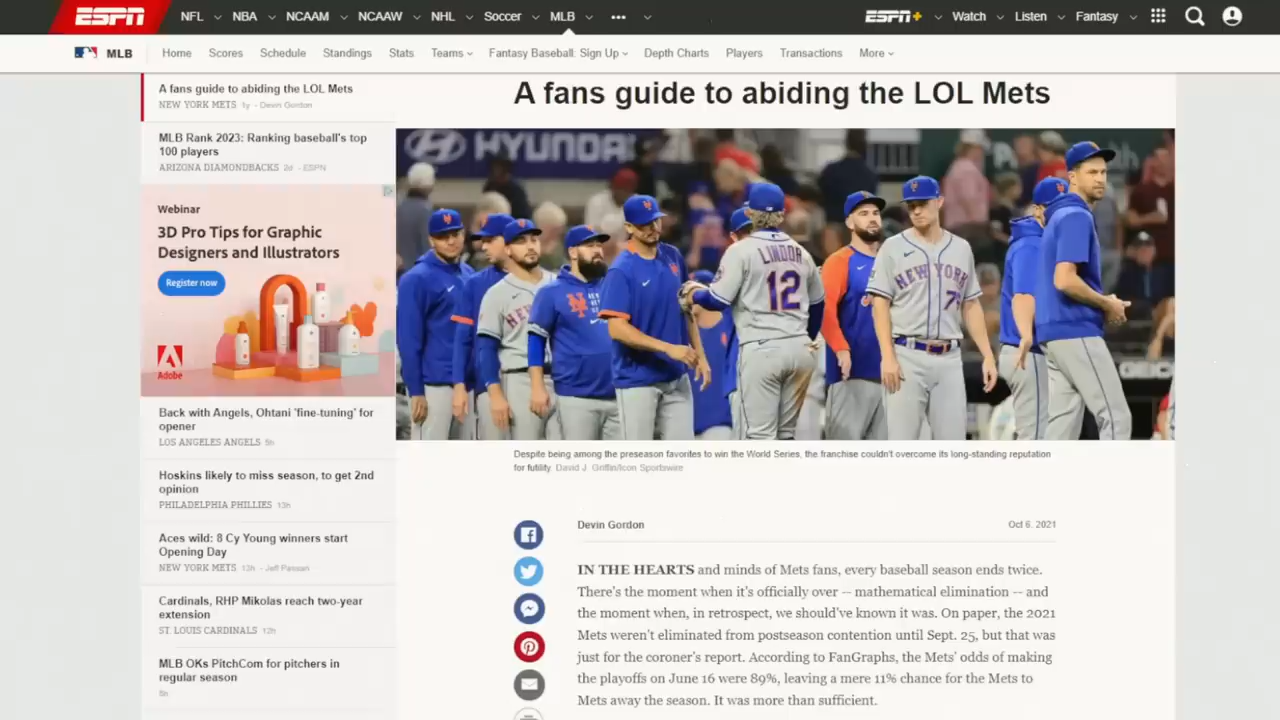 ESPN NFL NBA NCAAM NCAAW NHL Soccer MLB ••• ESPN+ Watch Listen Fantasy
MLB Home Scores Schedule Standings Stats Teams Fantasy Baseball: Sign Up Depth Charts Players Transactions More
A fans guide to abiding the LOL Mets
NEW YORK METS 1y - Devin Gordon
MLB Rank 2023: Ranking baseball's top
100 players
ARIZONA DIAMONDBACKS 2d - ESPN
Webinar
3D Pro Tips for Graphic
Designers and Illustrators
Register now
Adobe
Back with Angels, Ohtani 'fine-tuning' for
opener
LOS ANGELES ANGELS
Hoskins likely to miss season, to get 2nd
opinion
PHILADELPHIA PHILLIES 13h
Aces wild: 8 Cy Young winners start
Opening Day
NEW YORK METS 12h - Jeff Passan
Cardinals, RHP Mikolas reach two-year
extension
ST. LOUIS CARDINALS 12h
MLB OKs PitchCom for pitchers in
regular season
A fans guide to abiding the LOL Mets
HYUNDAI
LINDOR
12
NEW YORK
Despite being among the preseason favorites to win the World Series, the franchise couldn't overcome its long-standing reputation
for futility. David J. Griffin/Icon Sportswire
Devin Gordon Oct 6, 2021
IN THE HEARTS and minds of Mets fans, every baseball season ends twice.
There's the moment when it's officially over -- mathematical elimination -- and
the moment when, in retrospect, we should've known it was. On paper, the 2021
Mets weren't eliminated from postseason contention until Sept. 25, but that was
just for the coroner's report. According to FanGraphs, the Mets' odds of making
the playoffs on June 16 were 89%, leaving a mere 11% chance for the Mets to
Mets away the season. It was more than sufficient.